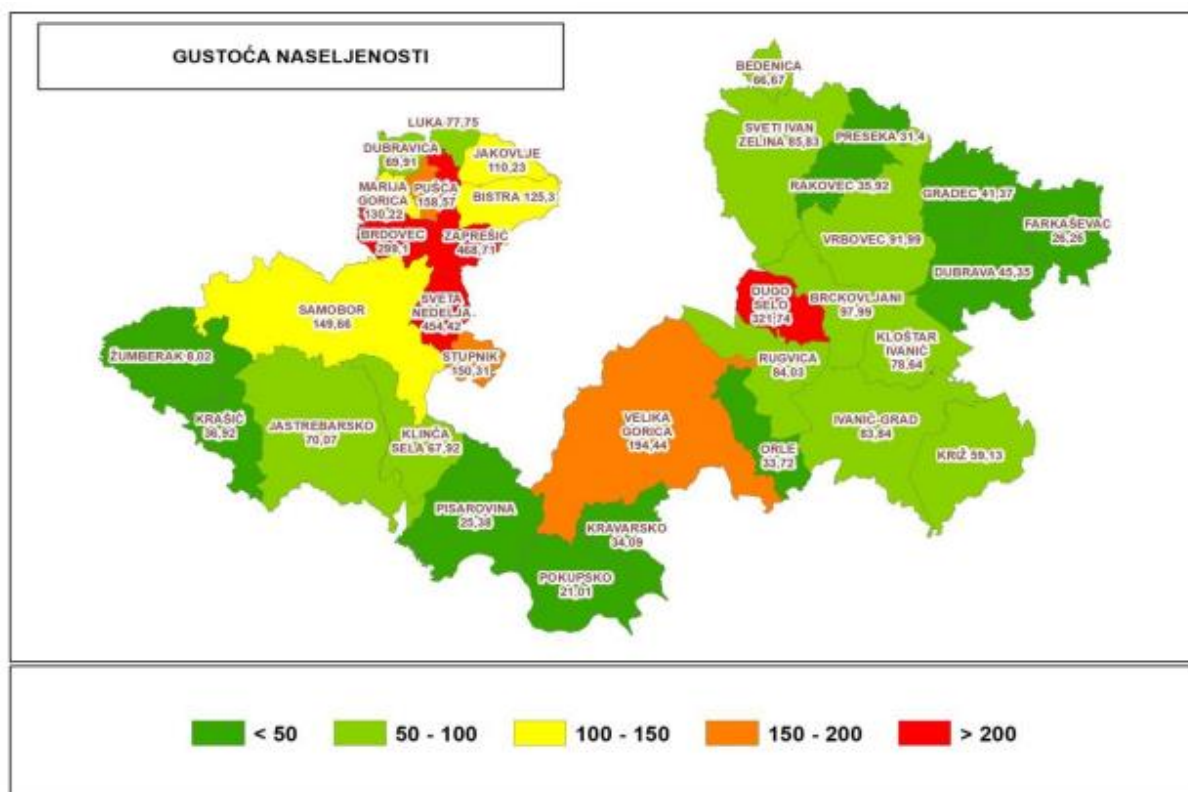 GUSTOĆA NASELJENOSTI
BEDENICA
66,67
LUKA 77,75
DUBRAVICA
69,91
JAKOVLJE
110,23
MARIJA
GORICA
130,22
PUŠĆA
158,57
BISTRA 125,3
BRDOVEC
298,1
ZAPREŠIĆ
468,71
SVETI IVAN
ZELINA 85,83
PRESEKA 31,4
RAKOVEC 35,92
GRADEC 41,37
FARKAŠEVAC
26,26
VRBOVEC 91,99
DUBRAVA 45,35
SAMOBOR
149,66
SVETA
NEDELJA
454,42
STUPNIK
150,31
DUGO
SELO
321,74
BRCKOVLJANI
97,99
KLOŠTAR
IVANIĆ
78,64
RUGVICA
84,03
ŽUMBERAK 8,02
KRAŠIĆ
36,92
JASTREBARSKO
70,07
KLINČA
SELA 67,92
VELIKA
GORICA
194,44
ORLE
33,72
IVANIĆ-GRAD
83,84
KRIŽ 59,13
PISAROVINA
25,38
KRAVARSKO
34,09
POKUPSKO
21,01
< 50
50 - 100
100 - 150
150 - 200
> 200